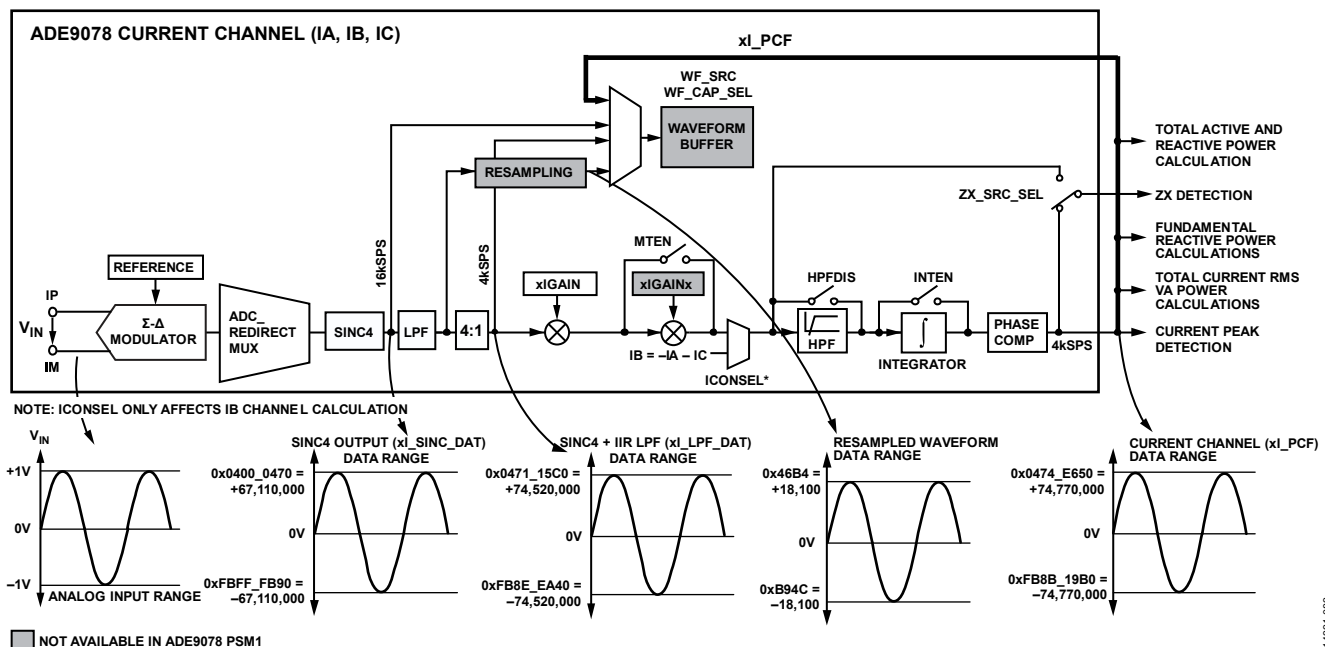 ADE9078 CURRENT CHANNEL (IA, IB, IC)
xI_PCF
WF_SRC
WF_CAP_SEL
WAVEFORM
BUFFER
RESAMPLING
TOTAL ACTIVE AND
REACTIVE POWER
CALCULATION
ZX_SRC_SEL
ZX DETECTION
16kSPS
4kSPS
MTEN
FUNDAMENTAL
REACTIVE POWER
CALCULATIONS
REFERENCE
xIGAIN
xIGAINx
HPFDIS
INTEN
TOTAL CURRENT RMS
VA POWER
CALCULATIONS
IP
VIN
IM
Σ-Δ
MODULATOR
ADC_
REDIRECT
MUX
SINC4
LPF
4:1
IB = –IA – IC
ICONSEL*
HPF
∫
INTEGRATOR
PHASE
COMP
4kSPS
CURRENT PEAK
DETECTION
NOTE: ICONSEL ONLY AFFECTS IB CHANNEL CALCULATION
VIN
+1V
0V
–1V
ANALOG INPUT RANGE
SINC4 OUTPUT (xI_SINC_DAT)
DATA RANGE
0x0400_0470 =
+67,110,000
0V
0xFBFF_FB90 =
–67,110,000
SINC4 + IIR LPF (xI_LPF_DAT)
DATA RANGE
0x0471_15C0 =
+74,520,000
0V
0xFB8E_EA40 =
–74,520,000
RESAMPLED WAVEFORM
DATA RANGE
0x46B4 =
+18,100
0V
0xB94C =
–18,100
CURRENT CHANNEL (xI_PCF)
DATA RANGE
0x0474_E650 =
+74,770,000
0V
0xFB8B_19B0 =
–74,770,000
NOT AVAILABLE IN ADE9078 PSM1